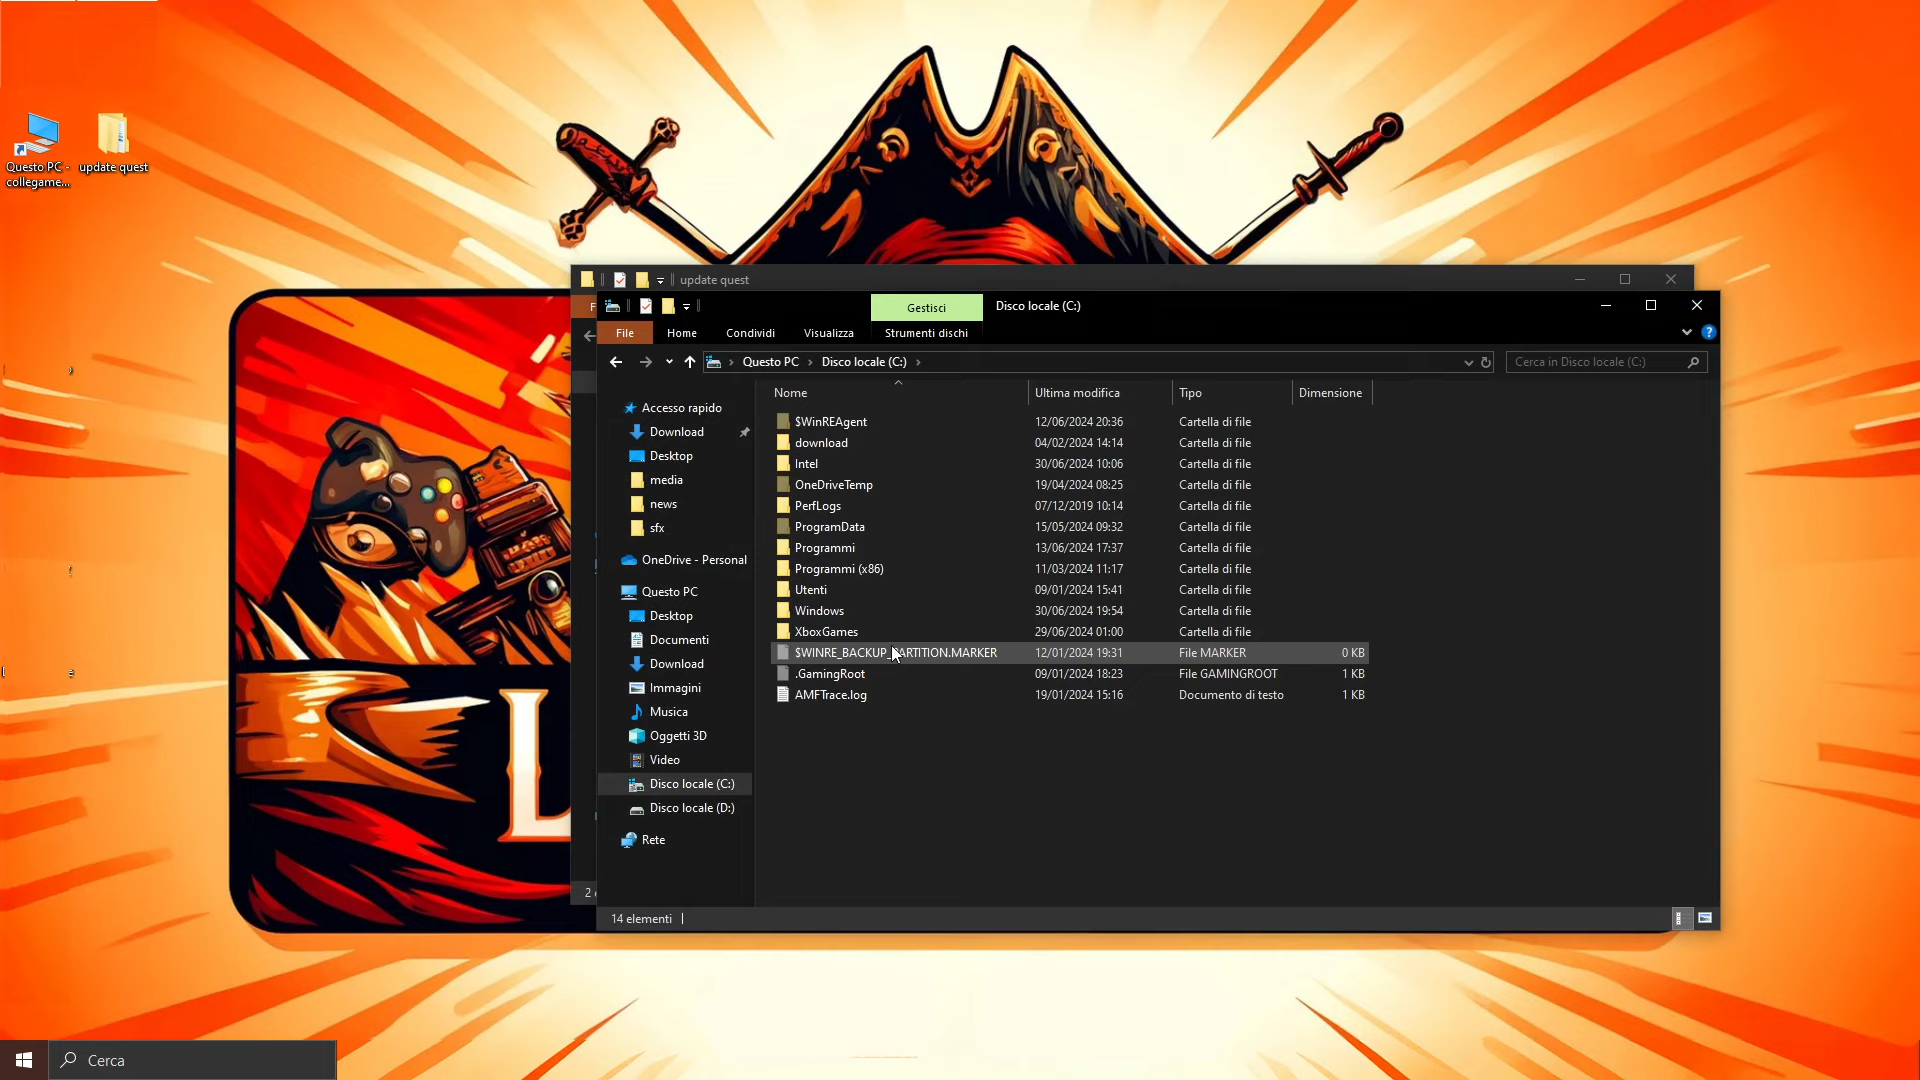 Questo PC -
collegame...
update quest
update quest
Gestisci
Disco locale (C:)
File
Home
Condividi
Visualizza
Strumenti dischi
Questo PC
Disco locale (C:)
Cerca in Disco locale (C:)
Nome
Ultima modifica
Tipo
Dimensione
Accesso rapido
Download
Desktop
media
news
sfx
OneDrive - Personal
Questo PC
Desktop
Documenti
Download
Immagini
Musica
Oggetti 3D
Video
Disco locale (C:)
Disco locale (D:)
Rete
$WinREAgent 12/06/2024 20:36 Cartella di file
download 04/02/2024 14:14 Cartella di file
Intel 30/06/2024 10:06 Cartella di file
OneDriveTemp 19/04/2024 08:25 Cartella di file
PerfLogs 07/12/2019 10:14 Cartella di file
ProgramData 15/05/2024 09:32 Cartella di file
Programmi 13/06/2024 17:37 Cartella di file
Programmi (x86) 11/03/2024 11:17 Cartella di file
Utenti 09/01/2024 15:41 Cartella di file
Windows 30/06/2024 19:54 Cartella di file
XboxGames 29/06/2024 01:00 Cartella di file
$WINRE_BACKUP_PARTITION.MARKER 12/01/2024 19:31 File MARKER 0 KB
.GamingRoot 09/01/2024 18:23 File GAMINGROOT 1 KB
AMFTrace.log 19/01/2024 15:16 Documento di testo 1 KB
14 elementi
L
Cerca